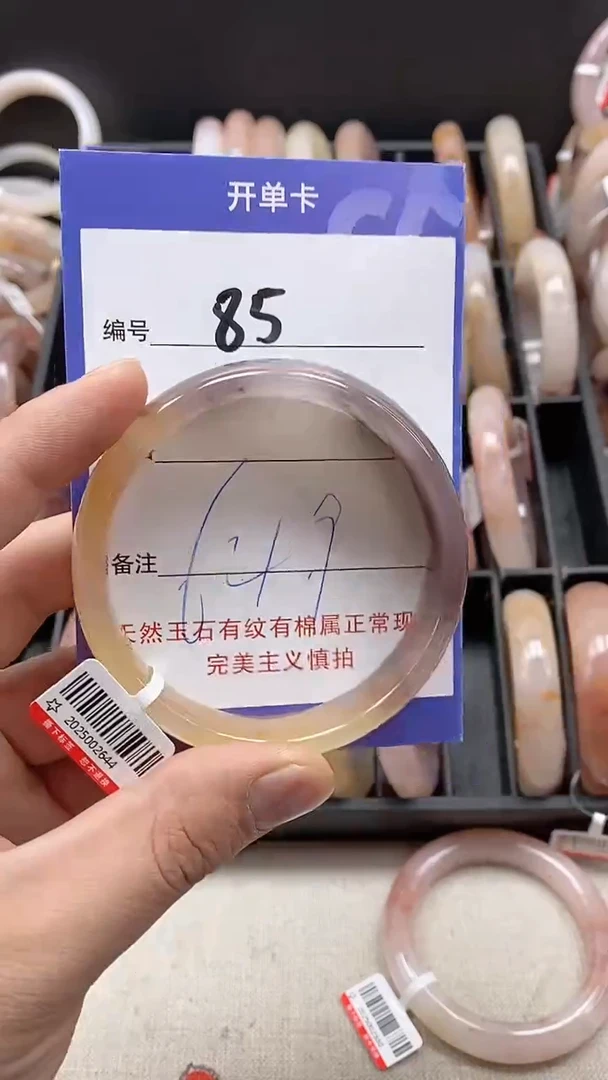 开单卡
编号 85
备注
天然玉石有纹有棉属正常现
完美主义慎拍
2025002644